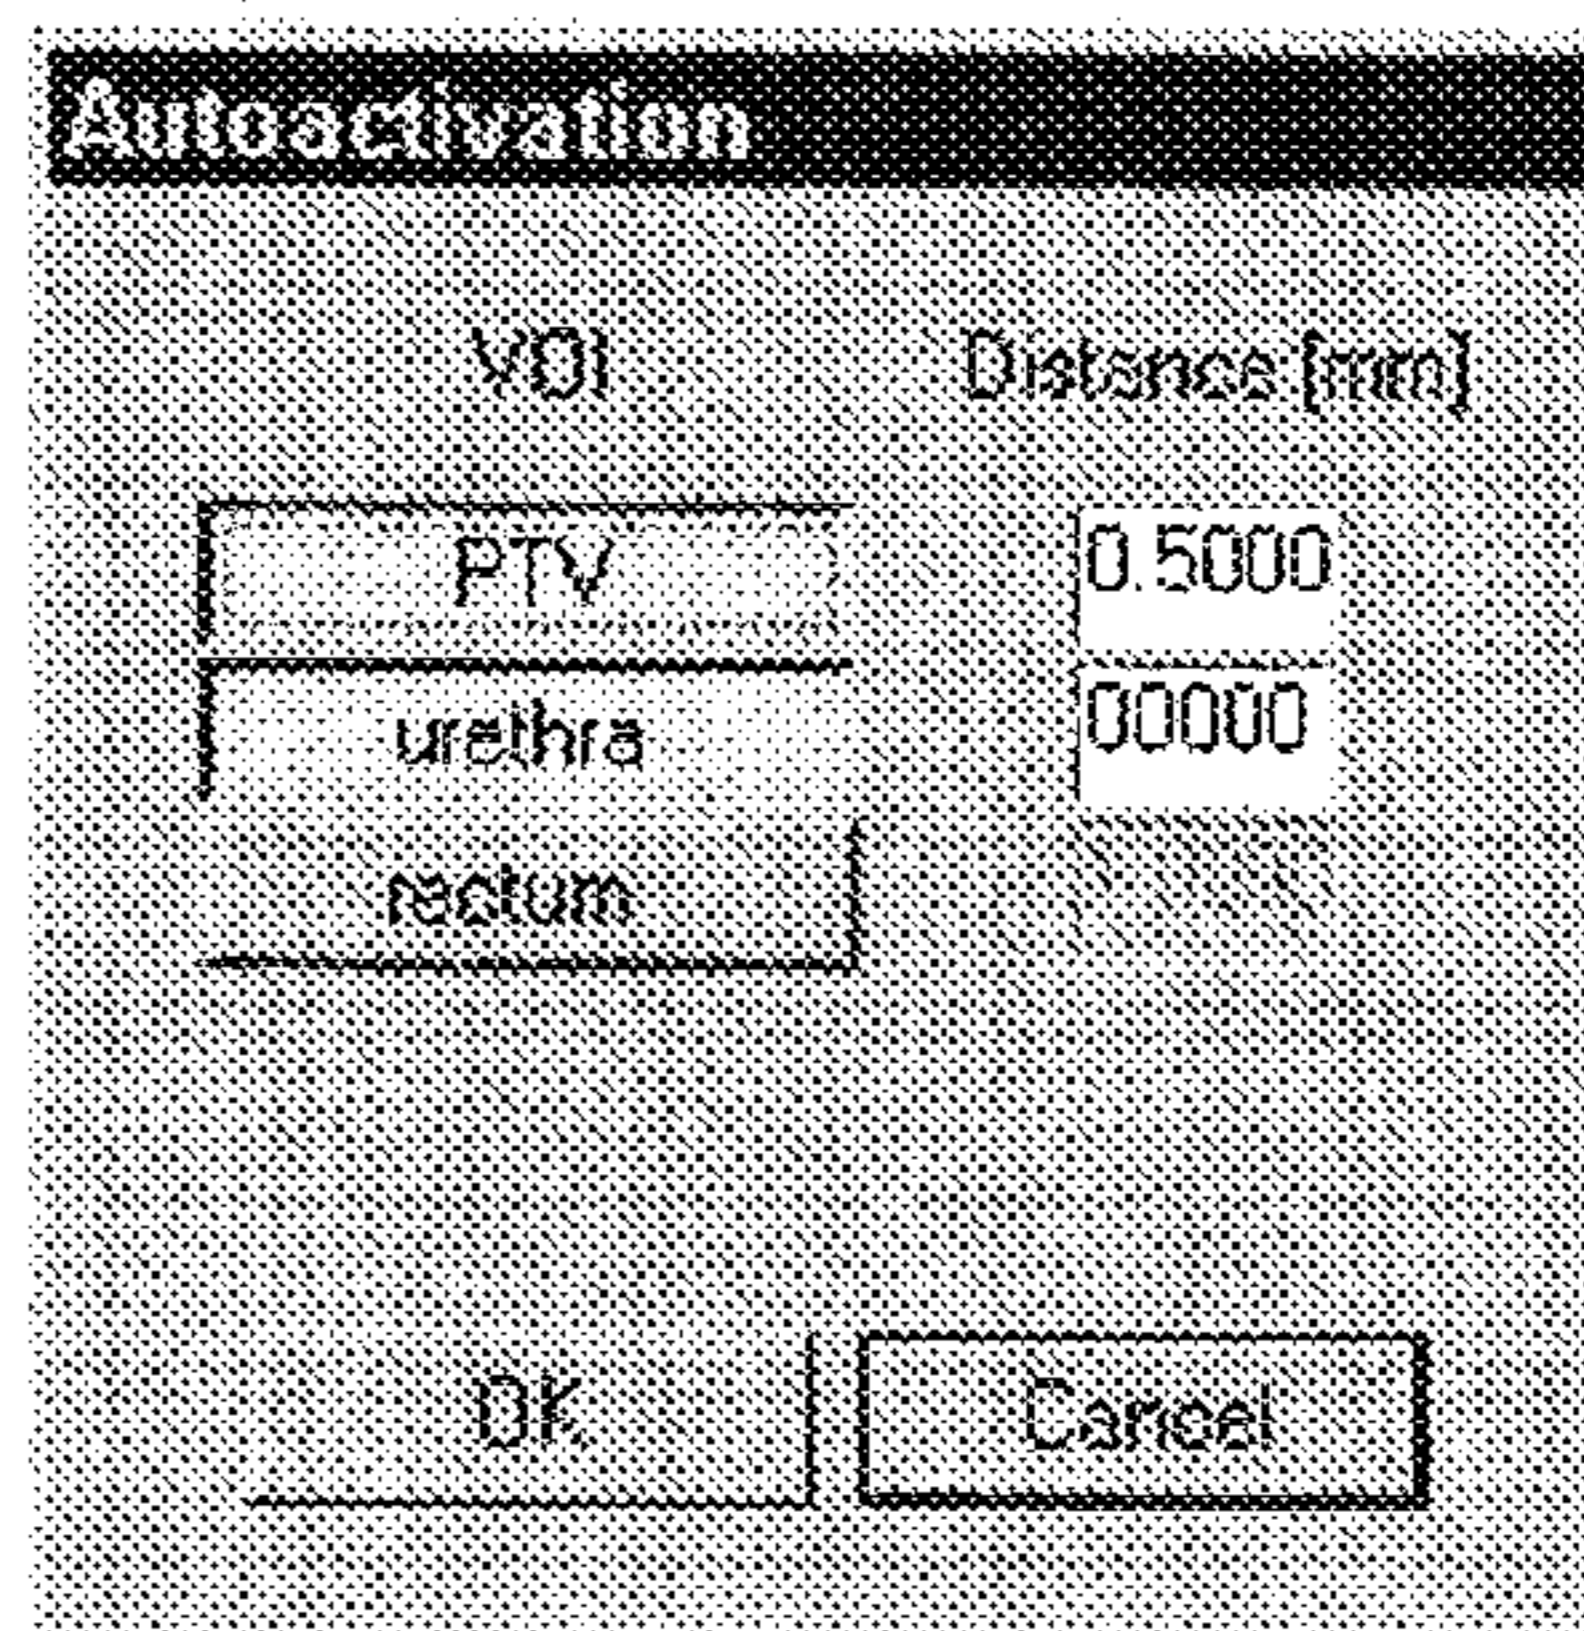 Autoactivation
VOI Distance [mm]
PTV 0.5000
urethra 00000
rectum
OK Cancel